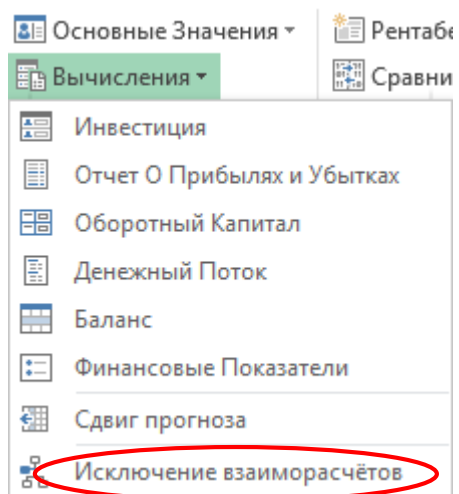 Основные Значения
Рентабе
Вычисления
Сравни
Инвестиция
Отчет О Прибылях и Убытках
Оборотный Капитал
Денежный Поток
Баланс
Финансовые Показатели
Сдвиг прогноза
Исключение взаиморасчётов